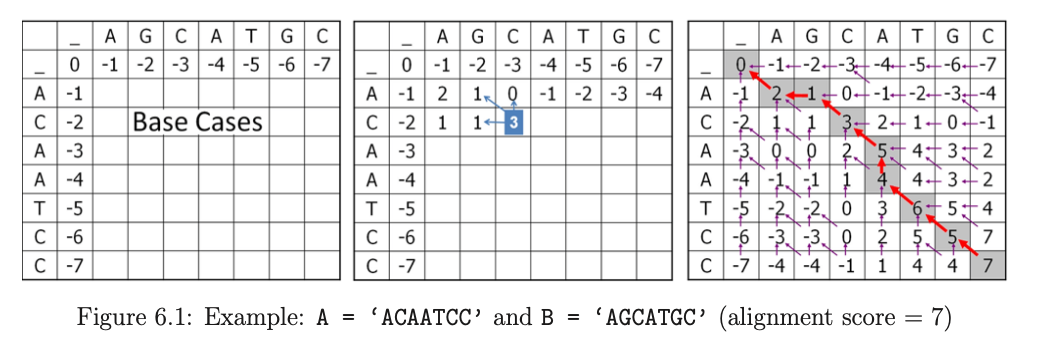 _ A G C A T G C
_ 0 -1 -2 -3 -4 -5 -6 -7
A -1
C -2 Base Cases
A -3
A -4
T -5
C -6
C -7
_ A G C A T G C
_ 0 -1 -2 -3 -4 -5 -6 -7
A -1 2 1 0 -1 -2 -3 -4
C -2 1 1 3
A -3
A -4
T -5
C -6
C -7
_ A G C A T G C
_ 0 -1 -2 -3 -4 -5 -6 -7
A -1 2 1 0 -1 -2 -3 -4
C -2 1 1 3 2 1 0 -1
A -3 0 0 2 5 4 3 2
A -4 -1 -1 1 4 4 3 2
T -5 -2 -2 0 3 6 5 4
C -6 -3 -3 0 2 5 5 7
C -7 -4 -4 -1 1 4 4 7
Figure 6.1: Example: A = ‘ACAATCC’ and B = ‘AGCATGC’ (alignment score = 7)